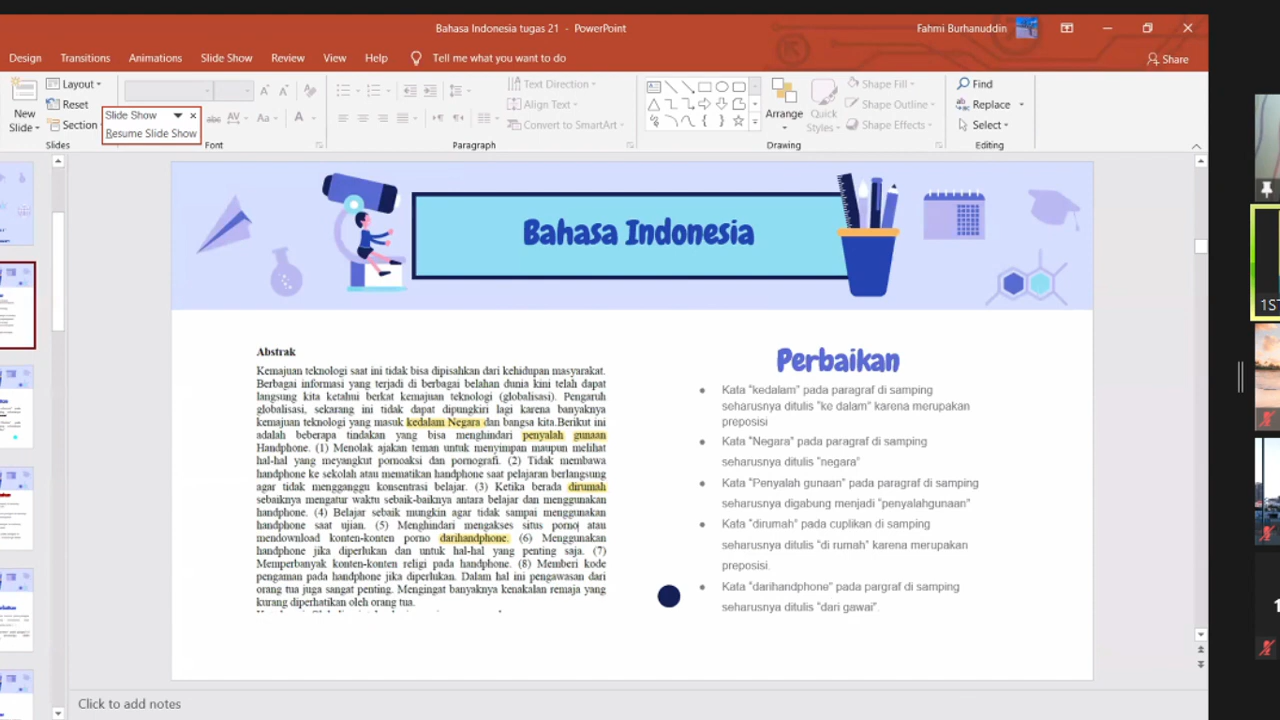 Bahasa Indonesia tugas 21 - PowerPoint
Fahmi Burhanuddin
Design Transitions Animations Slide Show Review View Help Tell me what you want to do
Share
New Slide
Layout
Reset
Section
Slides
Slide Show
Resume Slide Show
Font
Text Direction
Align Text
Convert to SmartArt
Paragraph
Arrange
Quick Styles
Shape Fill
Shape Outline
Shape Effects
Drawing
Find
Replace
Select
Editing
Bahasa Indonesia
Abstrak
Kemajuan teknologi saat ini tidak bisa dipisahkan dari kehidupan masyarakat.
Berbagai informasi yang terjadi di berbagai belahan dunia kini telah dapat
langsung kita ketahui berkat kemajuan teknologi (globalisasi). Pengaruh
globalisasi, sekarang ini tidak dapat dipungkiri lagi karena banyaknya
kemajuan teknologi yang masuk kedalam Negara dan bangsa kita.Berikut ini
adalah beberapa tindakan yang bisa menghindari penyalah gunaan
Handphone. (1) Menolak ajakan teman untuk menyimpan maupun melihat
hal-hal yang meyangkut pornoaksi dan pornografi. (2) Tidak membawa
handphone ke sekolah atau mematikan handphone saat pelajaran berlangsung
agar tidak mengganggu konsentrasi belajar. (3) Ketika berada dirumah
sebaiknya mengatur waktu sebaik-baiknya antara belajar dan menggunakan
handphone. (4) Belajar sebaik mungkin agar tidak sampai menggunakan
handphone saat ujian. (5) Menghindari mengakses situs porno atau
mendownload konten-konten porno darihandphone. (6) Menggunakan
handphone jika diperlukan dan untuk hal-hal yang penting saja. (7)
Memperbanyak konten-konten religi pada handphone. (8) Memberi kode
pengaman pada handphone jika diperlukan. Dalam hal ini pengawasan dari
orang tua juga sangat penting. Mengingat banyaknya kenakalan remaja yang
kurang diperhatikan oleh orang tua.
Perbaikan
● Kata "kedalam" pada paragraf di samping
seharusnya ditulis "ke dalam" karena merupakan
preposisi
● Kata "Negara" pada paragraf di samping
seharusnya ditulis "negara"
● Kata "Penyalah gunaan" pada paragraf di samping
seharusnya digabung menjadi "penyalahgunaan"
● Kata "dirumah" pada cuplikan di samping
seharusnya ditulis "di rumah" karena merupakan
preposisi.
● Kata "darihandphone" pada pargraf di samping
seharusnya ditulis "dari gawai".
Click to add notes